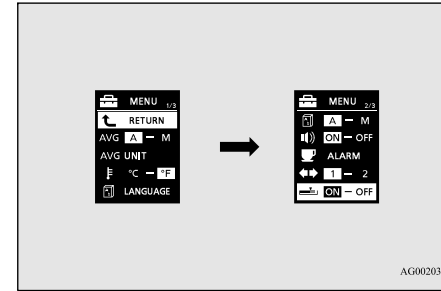 MENU 1/3
RETURN
AVG A - M
AVG UNIT
°C - °F
LANGUAGE
MENU 2/3
A - M
ON - OFF
ALARM
1 - 2
ON - OFF
AG00203